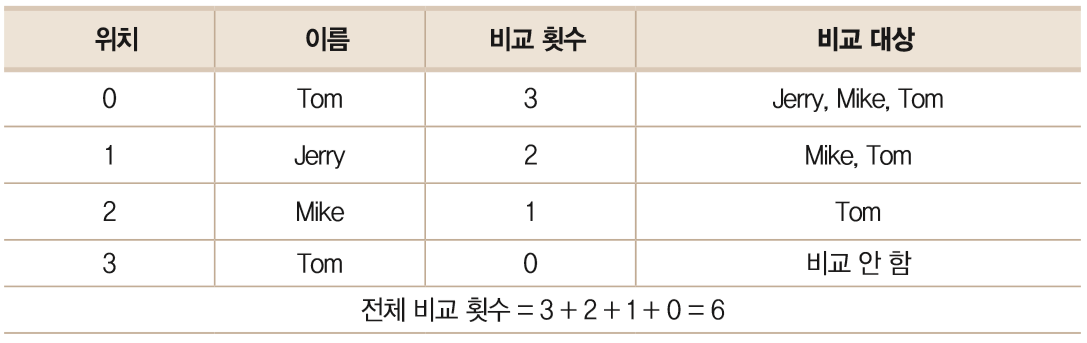 위치 이름 비교 횟수 비교 대상
0 Tom 3 Jerry, Mike, Tom
1 Jerry 2 Mike, Tom
2 Mike 1 Tom
3 Tom 0 비교 안 함
전체 비교 횟수 = 3 + 2 + 1 + 0 = 6